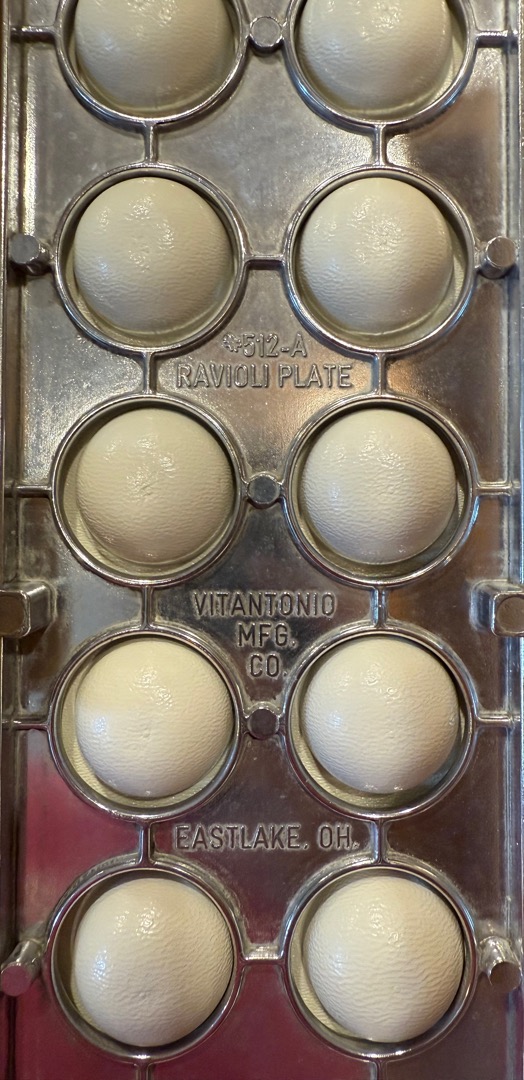 #512-A
RAVIOLI PLATE
VITANTONIO
MFG.
CO.
EASTLAKE, OH.